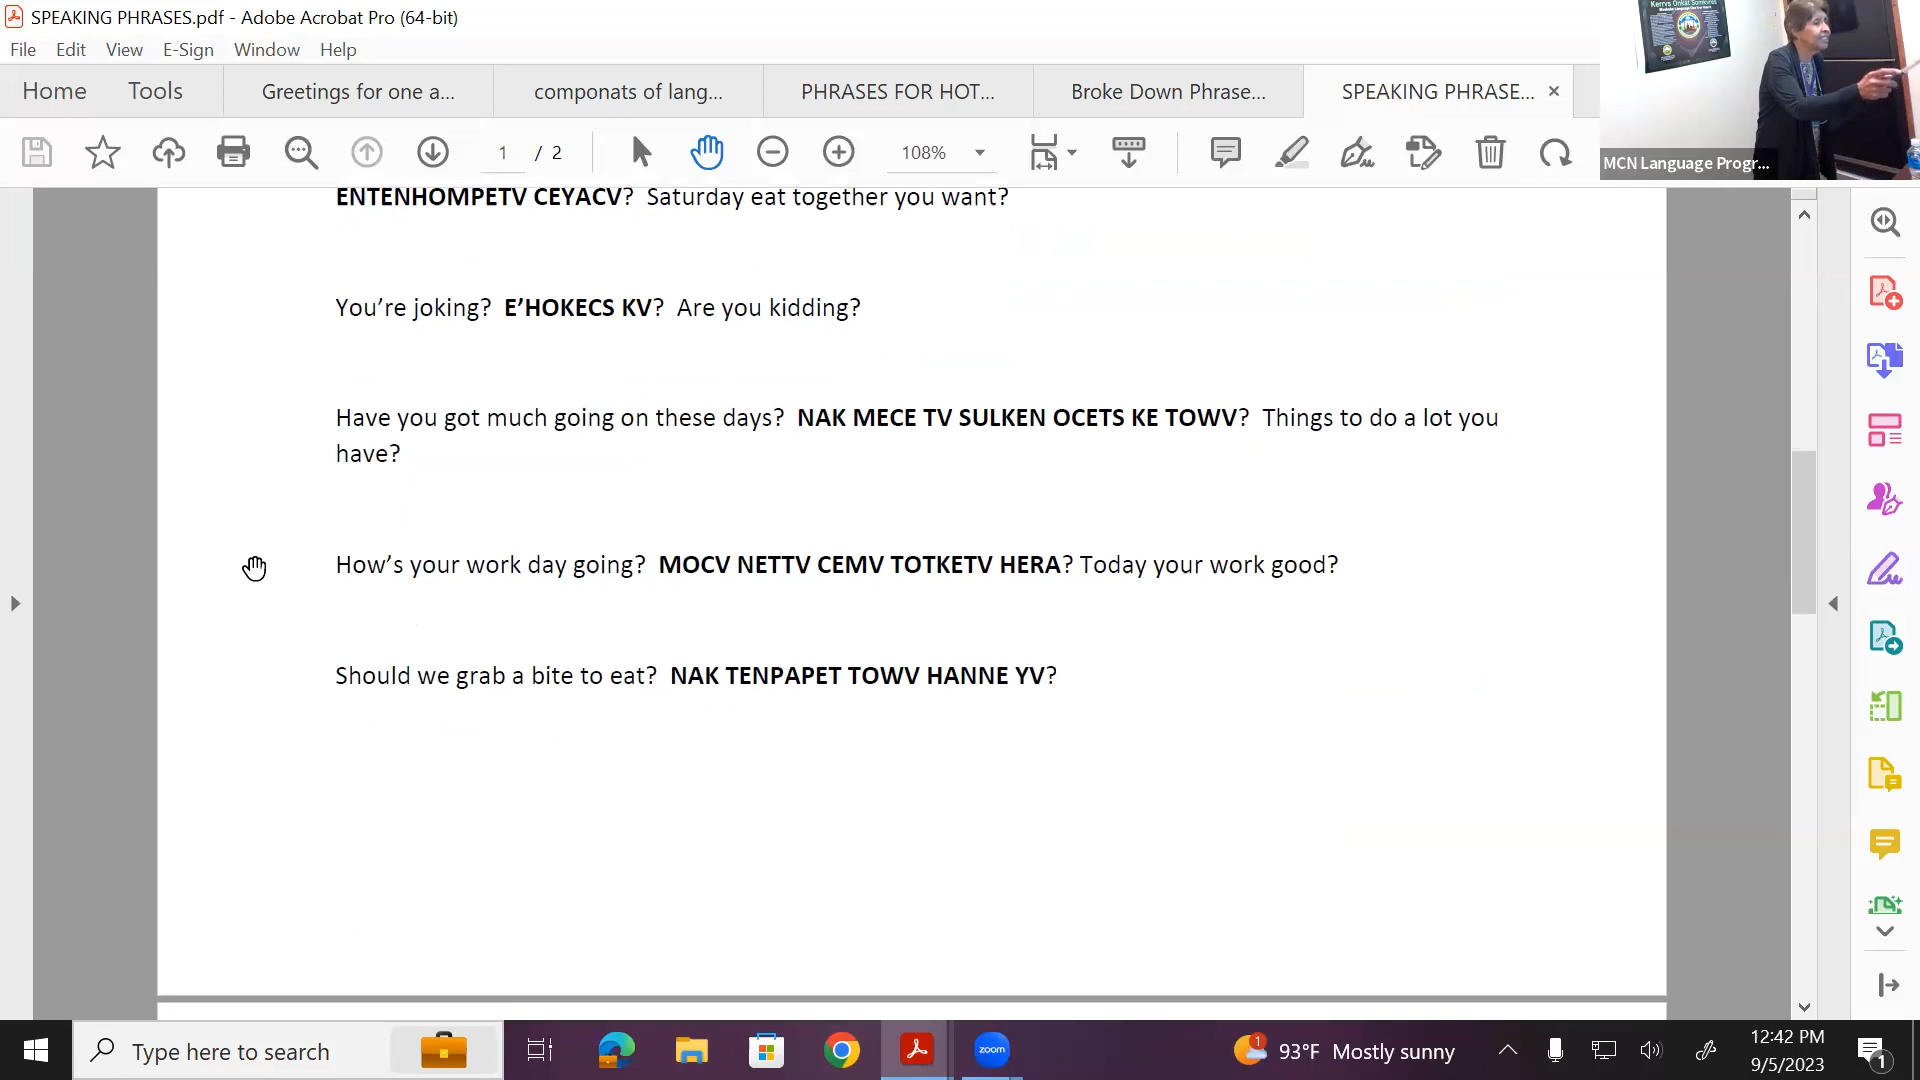 SPEAKING PHRASES.pdf - Adobe Acrobat Pro (64-bit)
File Edit View E-Sign Window Help
Home Tools Greetings for one a... componats of lang... PHRASES FOR HOT... Broke Down Phrase... SPEAKING PHRASE... ×
1 / 2 108%
MCN Language Progr...
ENTENHOMPETV CEYACV? Saturday eat together you want?
You’re joking? E’HOKECS KV? Are you kidding?
Have you got much going on these days? NAK MECE TV SULKEN OCETS KE TOWV? Things to do a lot you
have?
How’s your work day going? MOCV NETTV CEMV TOTKETV HERA? Today your work good?
Should we grab a bite to eat? NAK TENPAPET TOWV HANNE YV?
Type here to search
zoom
1
93°F Mostly sunny
12:42 PM
9/5/2023
1